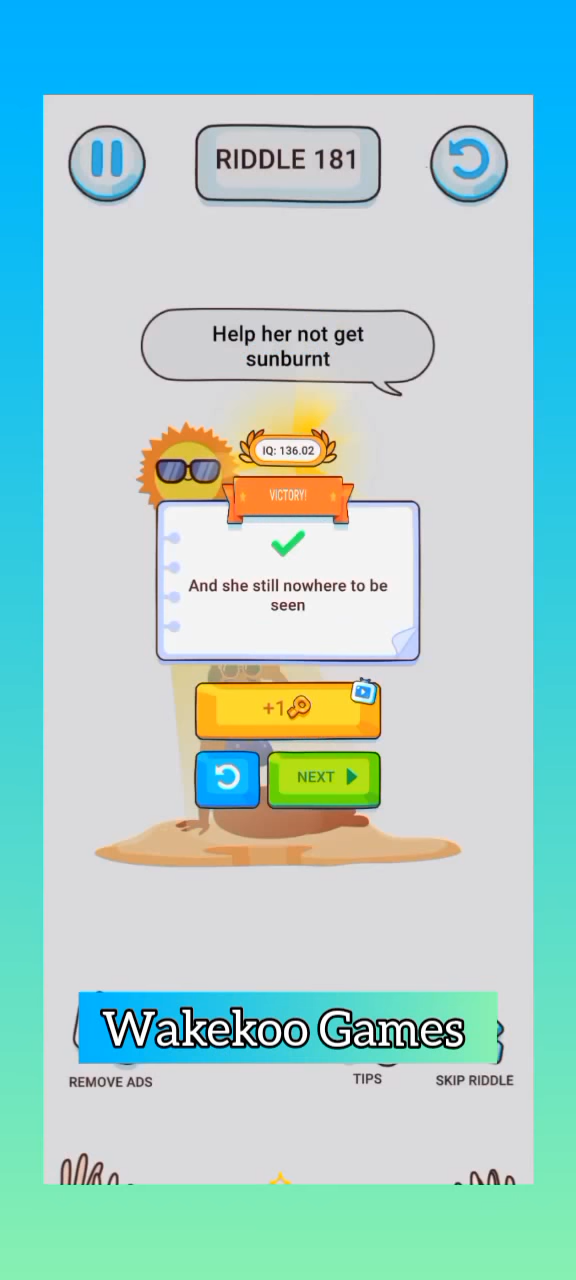 RIDDLE 181
Help her not get
sunburnt
IQ: 136.02
VICTORY!
And she still nowhere to be
seen
+1
NEXT
Wakekoo Games
REMOVE ADS
TIPS
SKIP RIDDLE